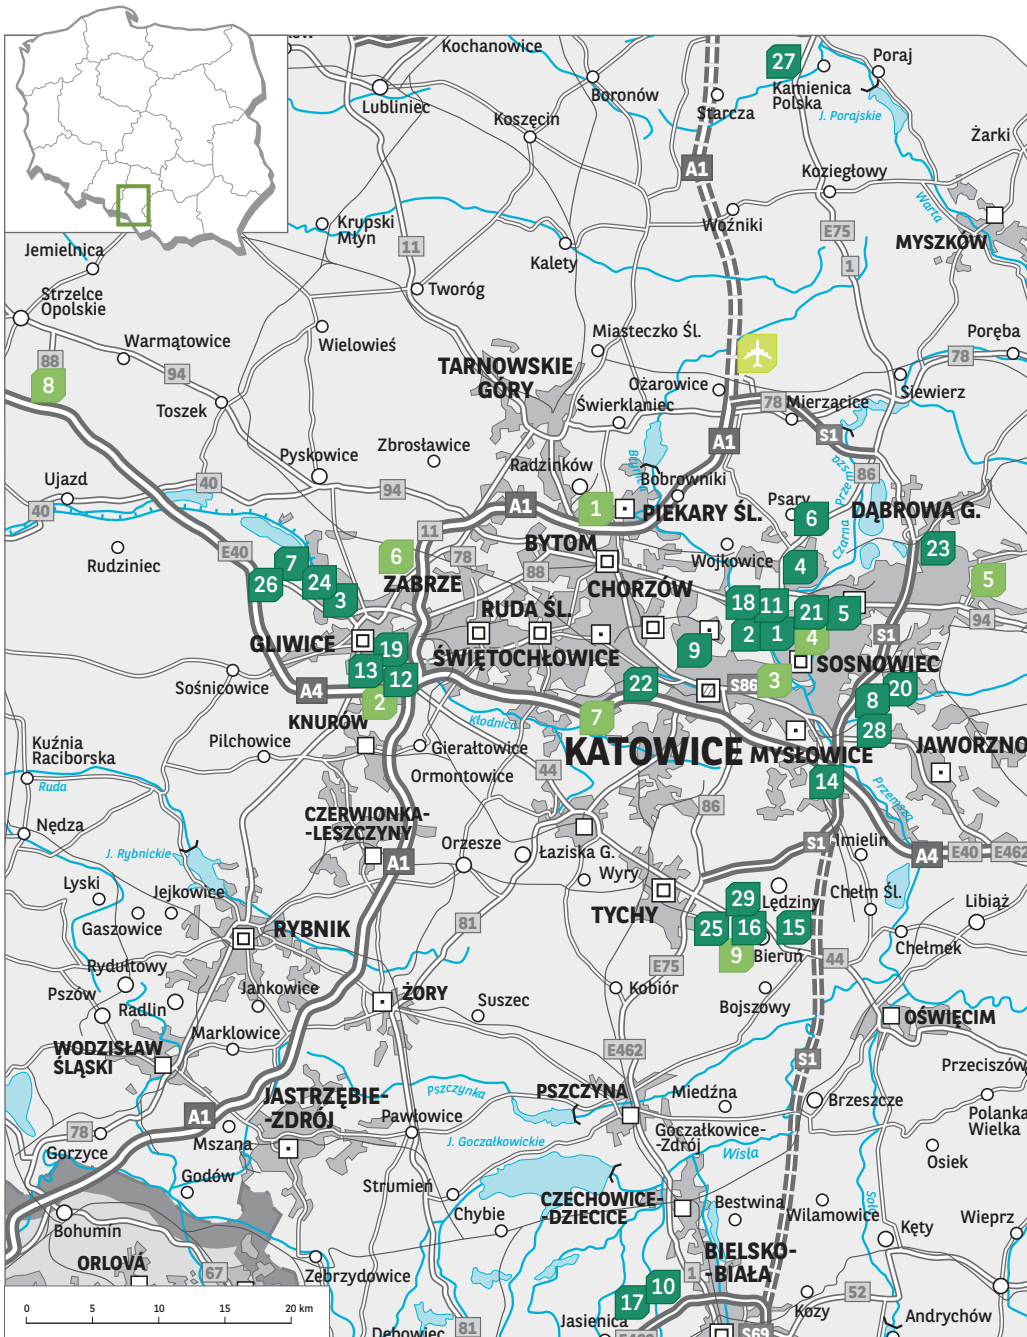 Kochanowice
27
Poraj
Lubliniec
Boronów
Kamienica
Polska
Starcza
J. Porajskie
Koszęcin
Żarki
A1
Koziegłowy
Warta
Krupski
Młyn
Woźniki
E75
MYSZKÓW
11
Jemielnica
Kalety
1
Strzelce
Opolskie
Tworóg
Warmątowice
Wielowieś
Miasteczko Śl.
Poręba
88
94
TARNOWSKIE
GÓRY
78
8
Ożarowice
Siewierz
Toszek
Świerklaniec
78
Mierzęcice
S1
Zbrosławice
A1
Pyskowice
Radzinków
Brynica
Bobrowniki
86
Czarna Przemsza
Ujazd
40
94
40
A1
1
PIEKARY ŚL.
Psary
6
DĄBROWA G.
11
E40
78
BYTOM
Wojkowice
23
Rudziniec
7
6
ZABRZE
88
4
26
24
3
CHORZÓW
5
RUDA ŚL.
18
11
21
5
94
GLIWICE
2
1
4
S1
19
ŚWIĘTOCHŁOWICE
9
SOSNOWIEC
13
12
22
S86
3
20
Sośnicowice
A4
2
8
KNURÓW
Kłodnica
7
28
Pilchowice
Gierałtowice
KATOWICE
MYSŁOWICE
JAWORZNO
Kuźnia
Raciborska
Ormontowice
44
14
Ruda
86
Przemsza
Nędza
CZERWIONKA-
-LESZCZYNY
Orzesze
S1
Imielin
J. Rybnickie
A1
Łaziska G.
A4
E40
E462
Lyski
Wyry
Jejkowice
29
Lędziny
Chełm Śl.
Libiąż
Gaszowice
81
TYCHY
RYBNIK
25
16
15
Chełmek
Rydułtowy
9
Bieruń
E75
44
Pszów
Jankowice
Kobiór
Radlin
ŻORY
Suszec
Bojszowy
OŚWIĘCIM
Marklowice
WODZISŁAW
ŚLĄSKI
E462
S1
Przeciszów
JASTRZĘBIE-
-ZDRÓJ
Pszczynka
PSZCZYNA
Miedźna
Brzeszcze
Polanka
Wielka
A1
Pawłowice
78
Mszana
J. Goczałkowickie
Goczałkowice-
-Zdrój
Gorzyce
Wisła
Osiek
Godów
Strumień
CZECHOWICE-
-DZIEDZICE
Bestwina
Soła
Wilamowice
Chybie
Kęty
Wieprz
Bohumín
BIELSKO-
-BIAŁA
ORLOVÁ
67
Zebrzydowice
1
10
52
17
Kozy
Jasienica
Andrychów
0
5
10
15
20 km
Dębowiec
81
S69